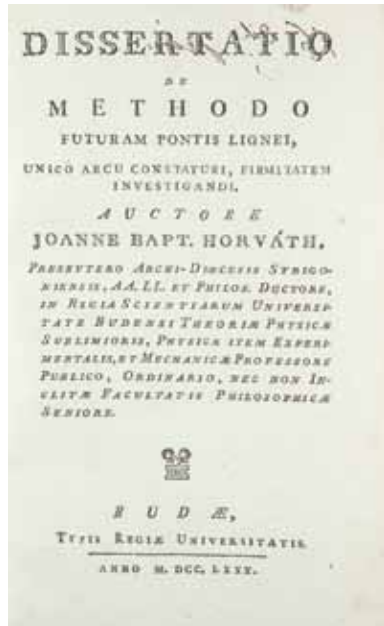 DISSERTATIO
DE
METHODO
FUTURAM PONTIS LIGNEI,
UNICO ARCU CONSTATURI, FIRMITATEM
INVESTIGANDI.
AUCTORE
JOANNE BAPT. HORVÁTH,
PRESBYTERO ARCHI-DIŒCESIS STRIGO-
NIENSIS, AA. LL. ET PHILOS. DOCTORE,
IN REGIA SCIENTIARUM UNIVERSI-
TATE BUDENSI THEORIÆ PHYSICÆ
SUBLIMIORIS, PHYSICÆ ITEM EXPERI-
MENTALIS, ET MECHANICÆ PROFESSORE
PUBLICO, ORDINARIO, NEC NON IN-
CLITÆ FACULTATIS PHILOSOPHICÆ
SENIORE.
BUDÆ,
TYPIS REGIÆ UNIVERSITATIS.
ANNO M. DCC. LXXX.